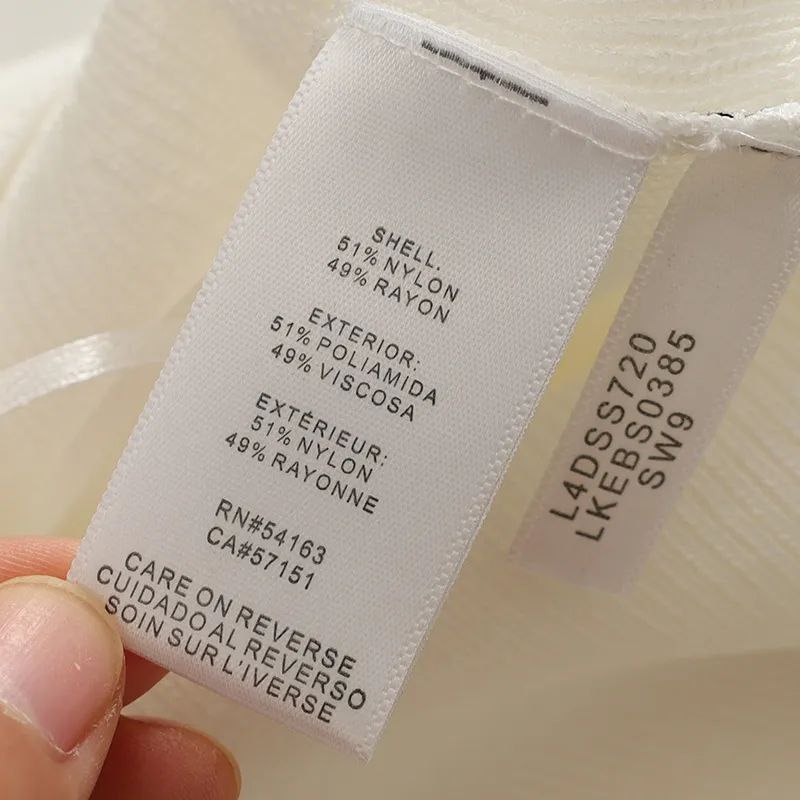 SHELL.
51% NYLON
49% RAYON
EXTERIOR:
51% POLIAMIDA
49% VISCOSA
EXTÉRIEUR:
51% NYLON
49% RAYONNE
RN#54163
CA#57151
CARE ON REVERSE
CUIDADO AL REVERSO
SOIN SUR L'IVERSE
L4DSS720
LKEBS0385
SW9